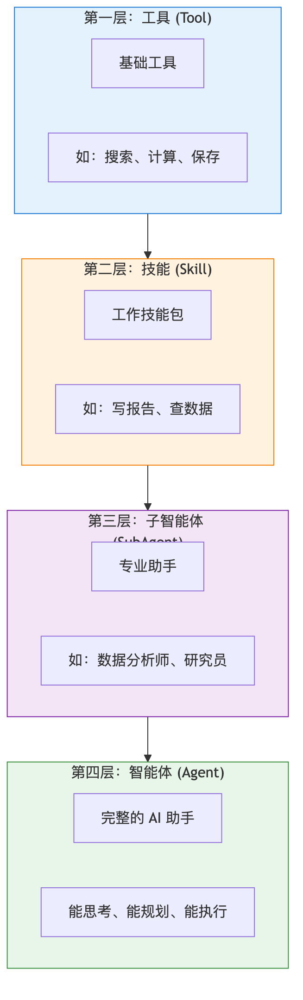 第一层：工具 (Tool)
基础工具
如：搜索、计算、保存
第二层：技能 (Skill)
工作技能包
如：写报告、查数据
第三层：子智能体
(SubAgent)
专业助手
如：数据分析师、研究员
第四层：智能体 (Agent)
完整的 AI 助手
能思考、能规划、能执行